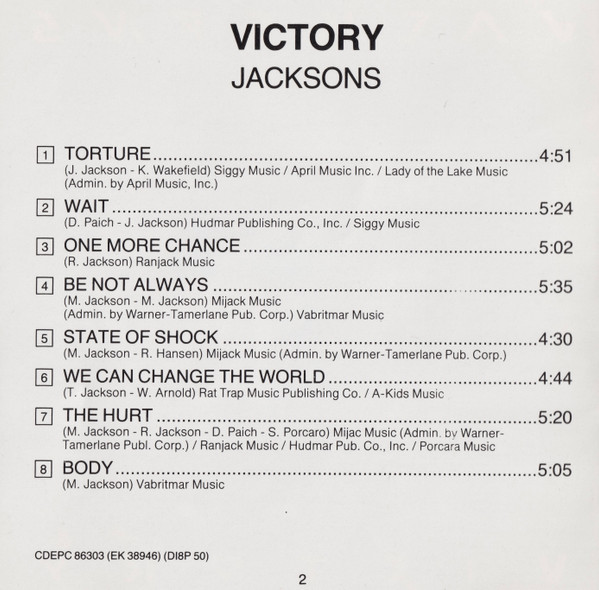 VICTORY
JACKSONS
1 TORTURE 4:51
(J. Jackson - K. Wakefield) Siggy Music / April Music Inc. / Lady of the Lake Music
(Admin. by April Music, Inc.)
2 WAIT 5:24
(D. Paich - J. Jackson) Hudmar Publishing Co., Inc. / Siggy Music
3 ONE MORE CHANCE 5:02
(R. Jackson) Ranjack Music
4 BE NOT ALWAYS 5:35
(M. Jackson - M. Jackson) Mijack Music
(Admin. by Warner-Tamerlane Pub. Corp.) Vabritmar Music
5 STATE OF SHOCK 4:30
(M. Jackson - R. Hansen) Mijack Music (Admin. by Warner-Tamerlane Pub. Corp.)
6 WE CAN CHANGE THE WORLD 4:44
(T. Jackson - W. Arnold) Rat Trap Music Publishing Co. / A-Kids Music
7 THE HURT 5:20
(M. Jackson - R. Jackson - D. Paich - S. Porcaro) Mijac Music (Admin. by Warner-
Tamerlane Publ. Corp.) / Ranjack Music / Hudmar Pub. Co., Inc. / Porcara Music
8 BODY 5:05
(M. Jackson) Vabritmar Music
CDEPC 86303 (EK 38946) (DI8P 50)
2